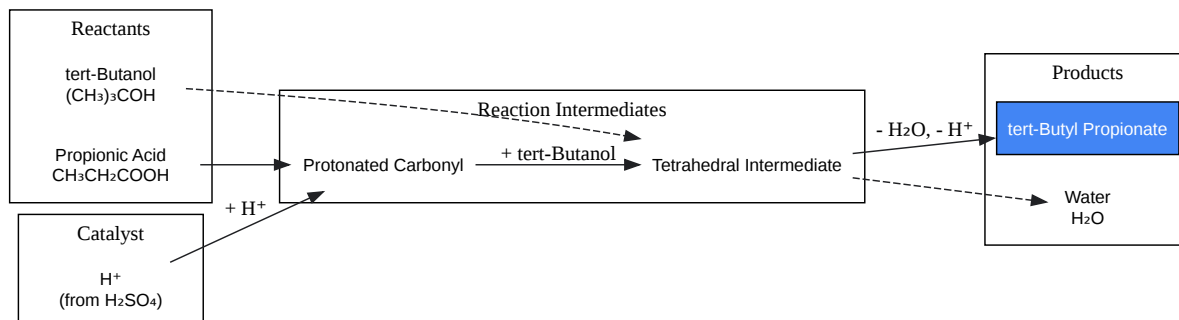 Reactants
tert-Butanol
(CH₃)₃COH
Propionic Acid
CH₃CH₂COOH
Catalyst
H⁺
(from H₂SO₄)
+ H⁺
Reaction Intermediates
Protonated Carbonyl
+ tert-Butanol
Tetrahedral Intermediate
- H₂O, - H⁺
Products
tert-Butyl Propionate
Water
H₂O